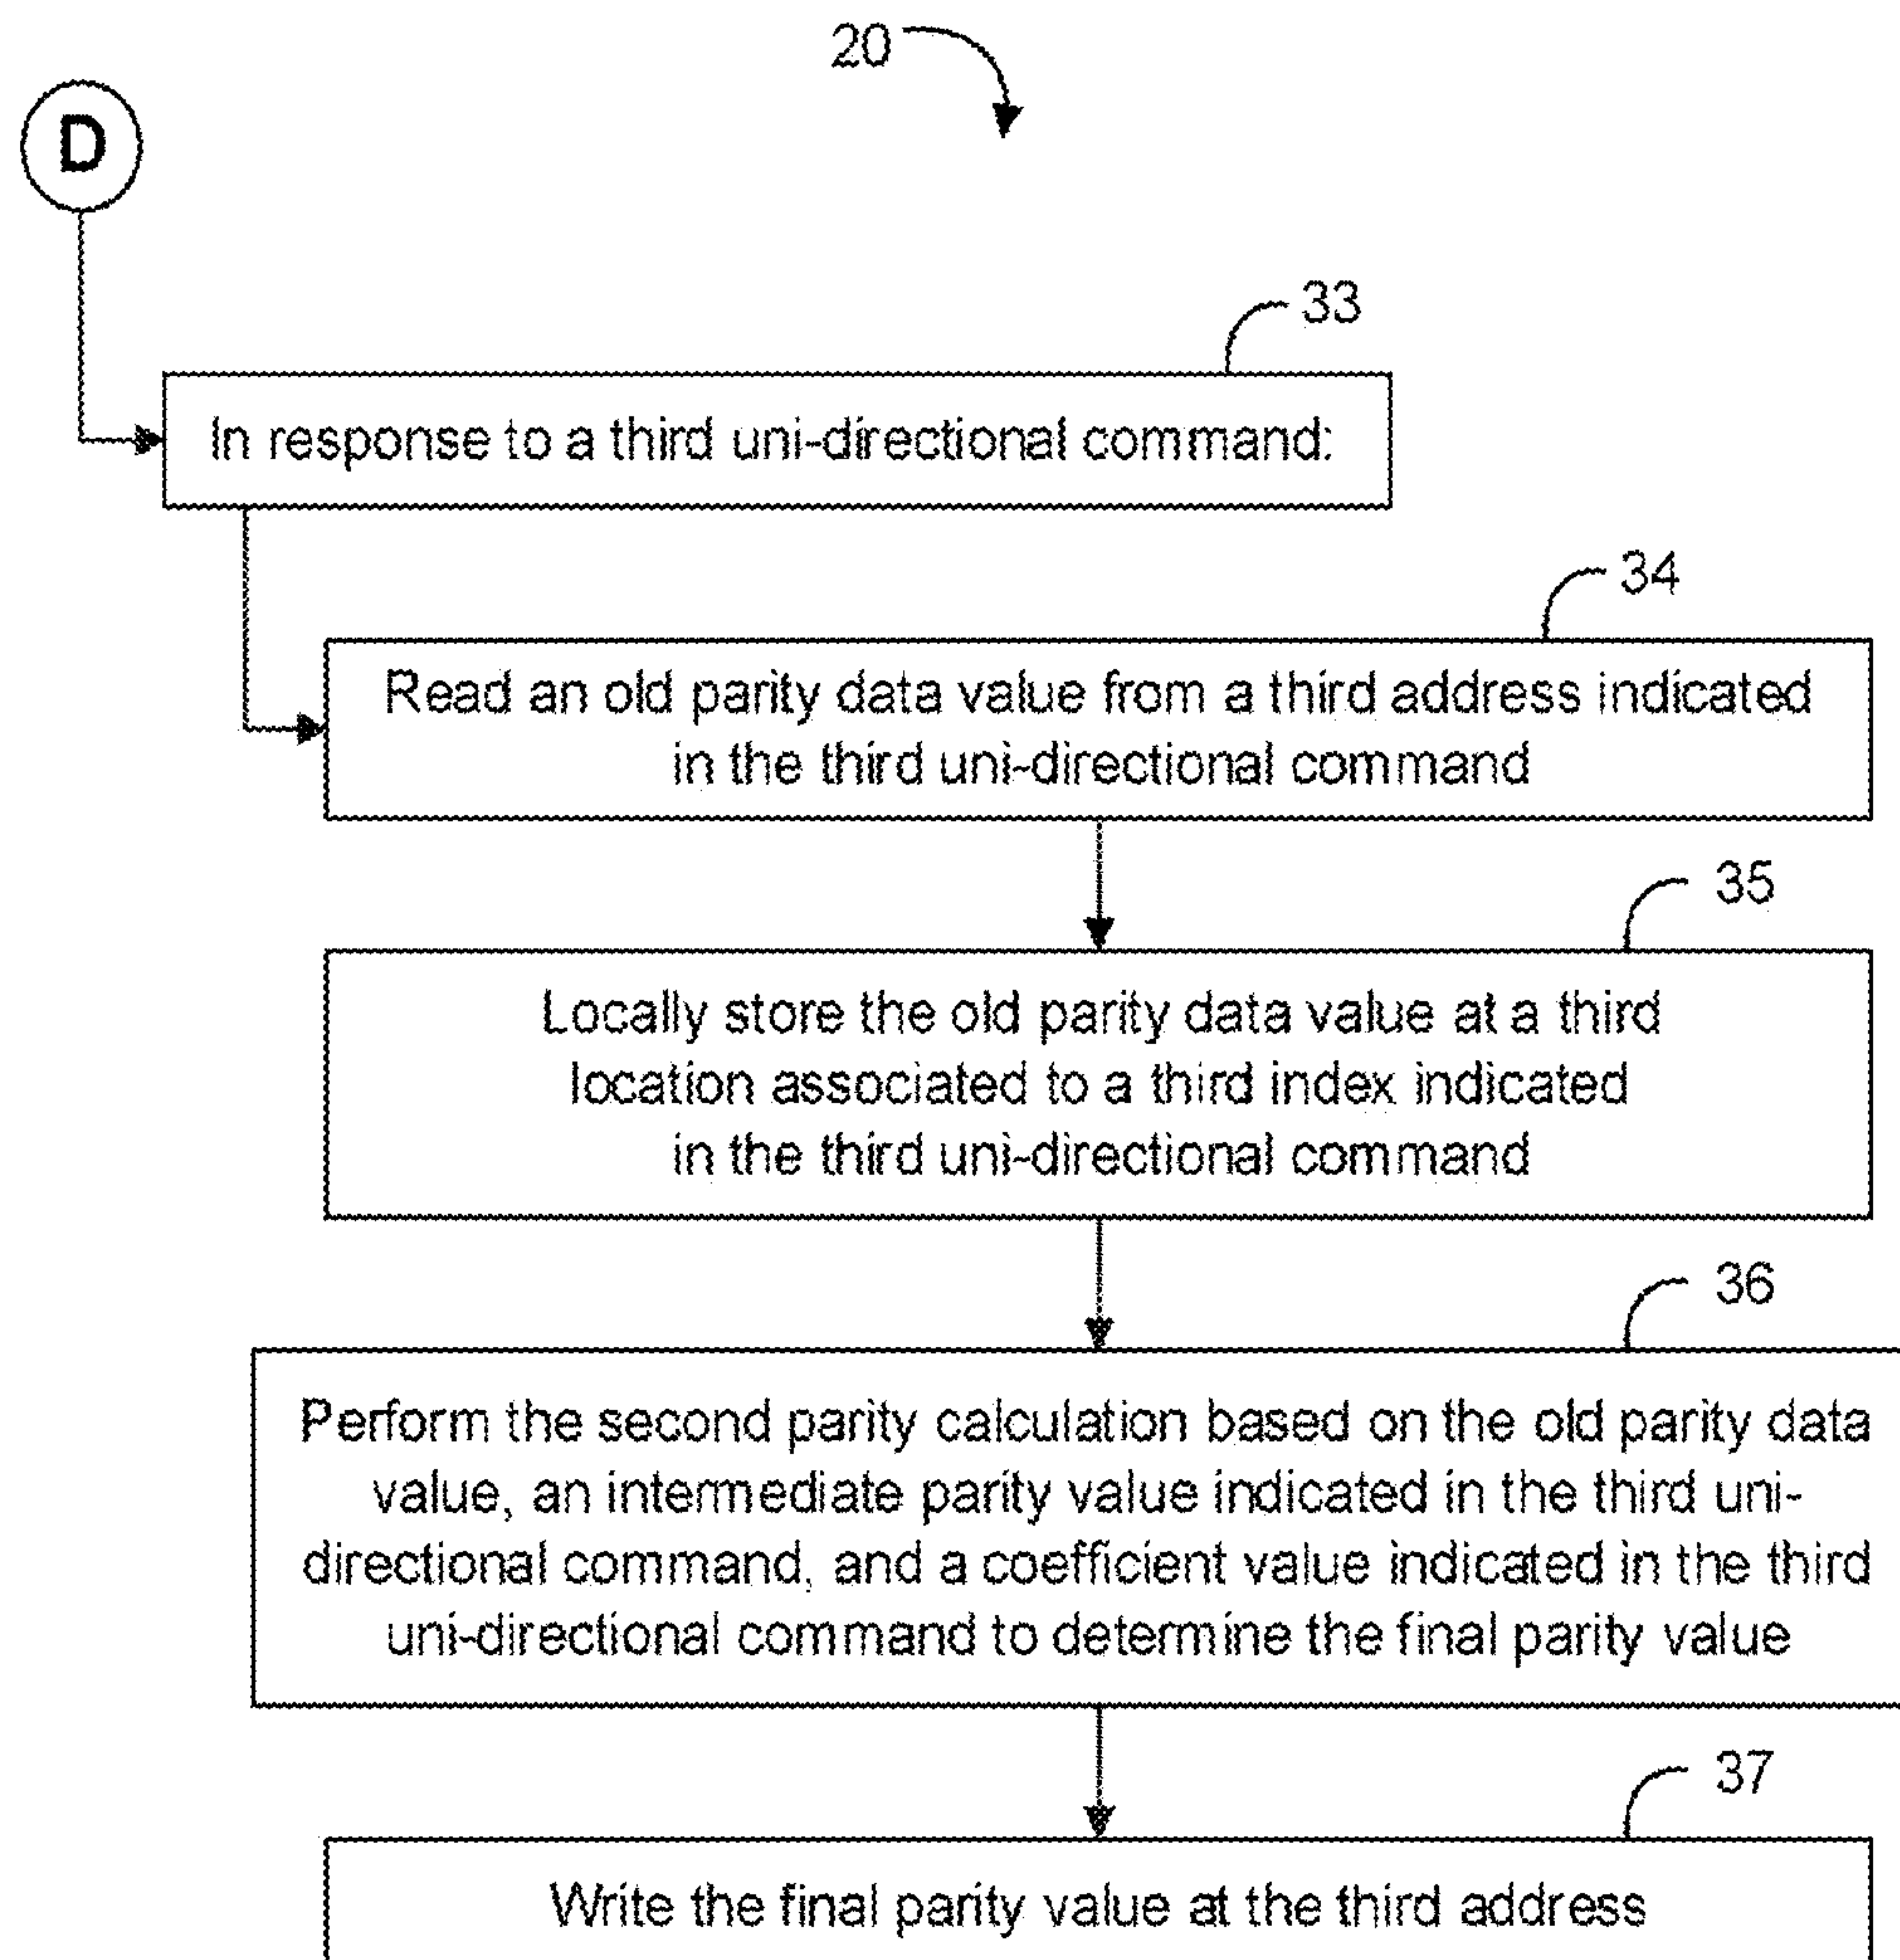 20
D
33
In response to a third uni-directional command:
34
Read an old parity data value from a third address indicated
in the third uni-directional command
35
Locally store the old parity data value at a third
location associated to a third index indicated
in the third uni-directional command
36
Perform the second parity calculation based on the old parity data
value, an intermediate parity value indicated in the third uni-
directional command, and a coefficient value indicated in the third
uni-directional command to determine the final parity value
37
Write the final parity value at the third address